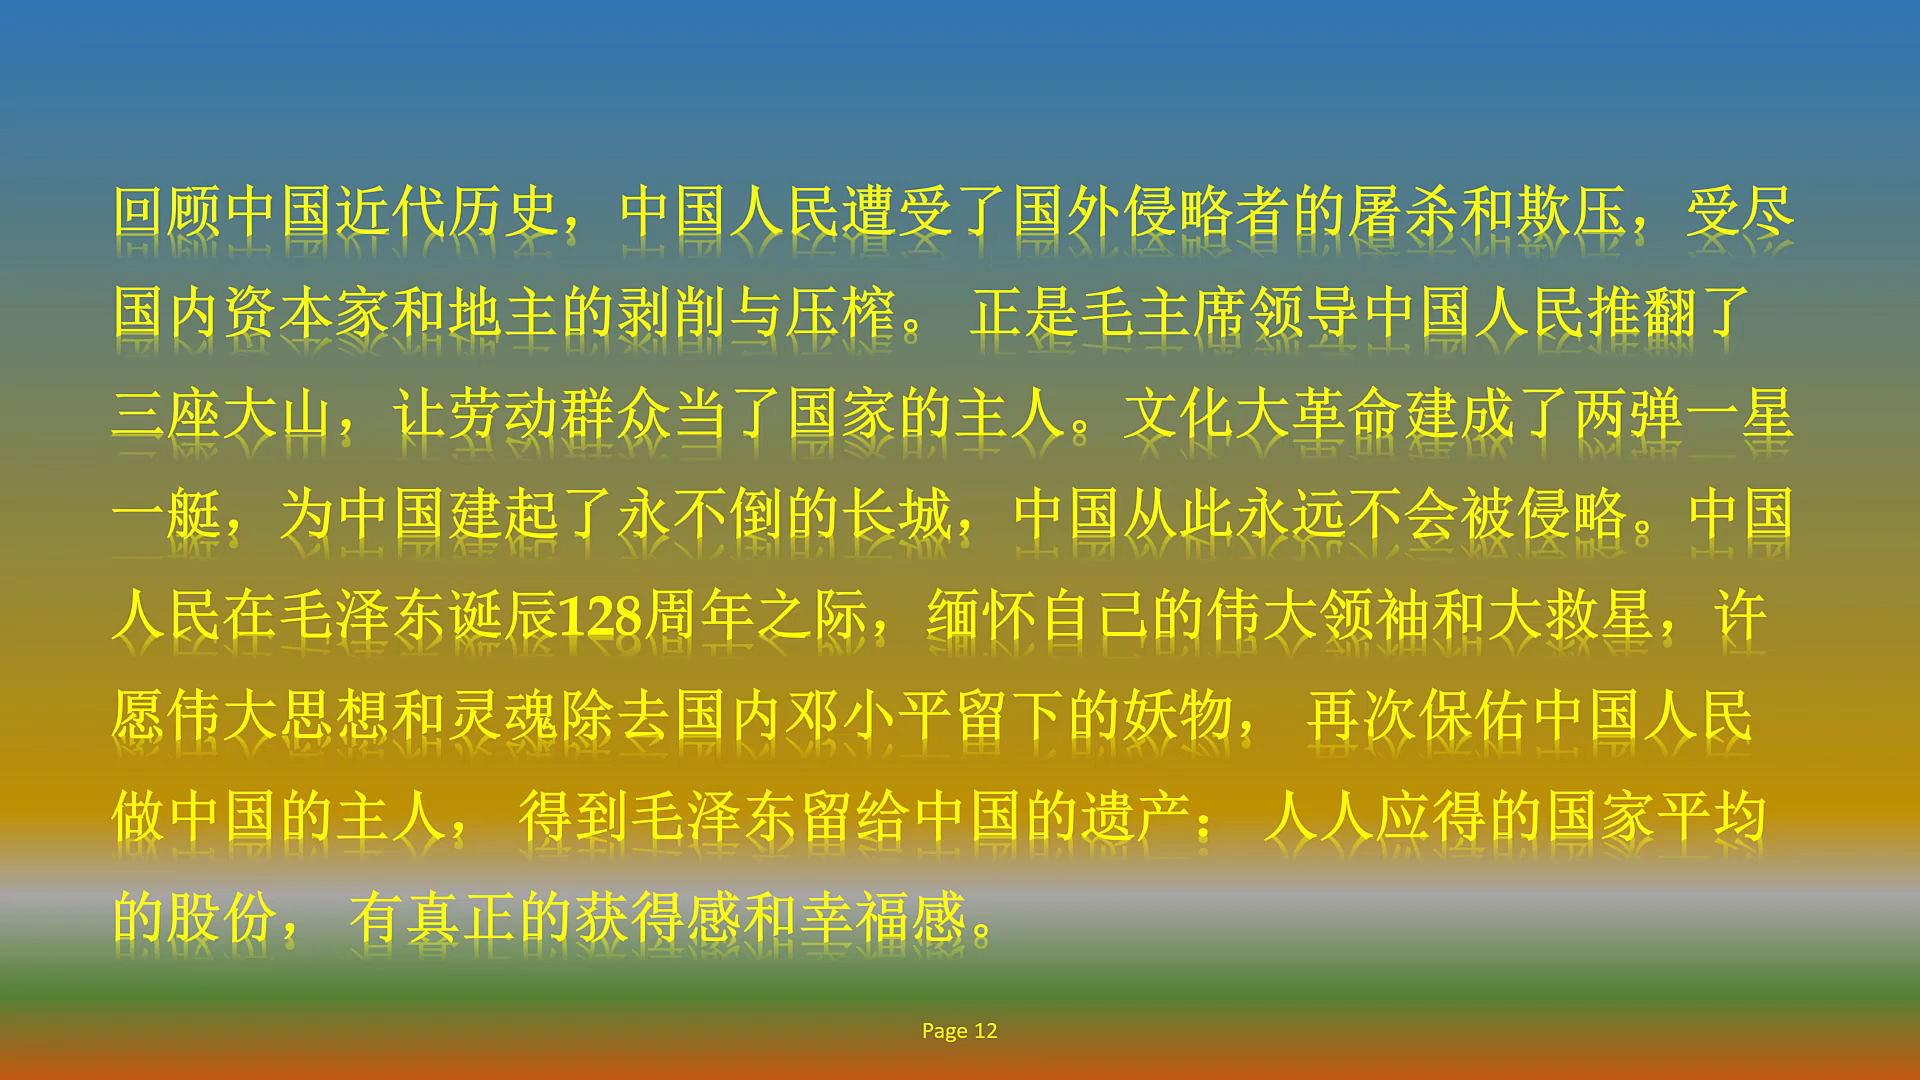 回顾中国近代历史，中国人民遭受了国外侵略者的屠杀和欺压，受尽
国内资本家和地主的剥削与压榨。 正是毛主席领导中国人民推翻了
三座大山，让劳动群众当了国家的主人。文化大革命建成了两弹一星
一艇，为中国建起了永不倒的长城，中国从此永远不会被侵略。中国
人民在毛泽东诞辰128周年之际，缅怀自己的伟大领袖和大救星，许
愿伟大思想和灵魂除去国内邓小平留下的妖物， 再次保佑中国人民
做中国的主人， 得到毛泽东留给中国的遗产： 人人应得的国家平均
的股份， 有真正的获得感和幸福感。
Page 12